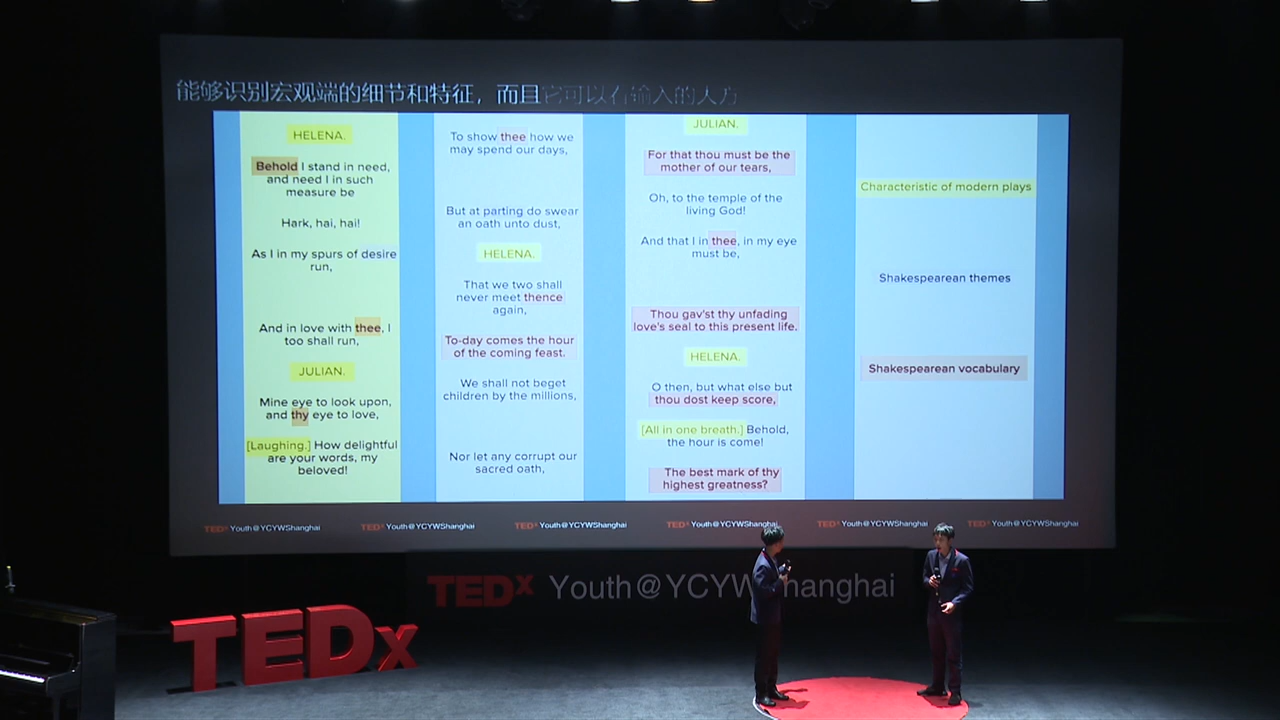 能够识别宏观端的细节和特征，而且它可以在输入的大方
HELENA.
Behold I stand in need,
and need I in such
measure be
Hark, hai, hai!
As I in my spurs of desire
run,
And in love with thee, I
too shall run,
JULIAN.
Mine eye to look upon,
and thy eye to love,
[Laughing.] How delightful
are your words, my
beloved!
To show thee how we
may spend our days,
But at parting do swear
an oath unto dust,
HELENA.
That we two shall
never meet thence
again,
To-day comes the hour
of the coming feast.
We shall not beget
children by the millions,
Nor let any corrupt our
sacred oath,
JULIAN.
For that thou must be the
mother of our tears,
Oh, to the temple of the
living God!
And that I in thee, in my eye
must be,
Thou gav'st thy unfading
love's seal to this present life.
HELENA.
O then, but what else but
thou dost keep score,
[All in one breath.] Behold,
the hour is come!
The best mark of thy
highest greatness?
Characteristic of modern plays
Shakespearean themes
Shakespearean vocabulary
TEDx Youth@YCYWShanghai
TEDx Youth@YCYWShanghai
TEDx Youth@YCYWShanghai
TEDx Youth@YCYWShanghai
TEDx Youth@YCYWShanghai
TEDx Youth@YCYWShanghai
TEDx Youth@YCYWShanghai
TEDx